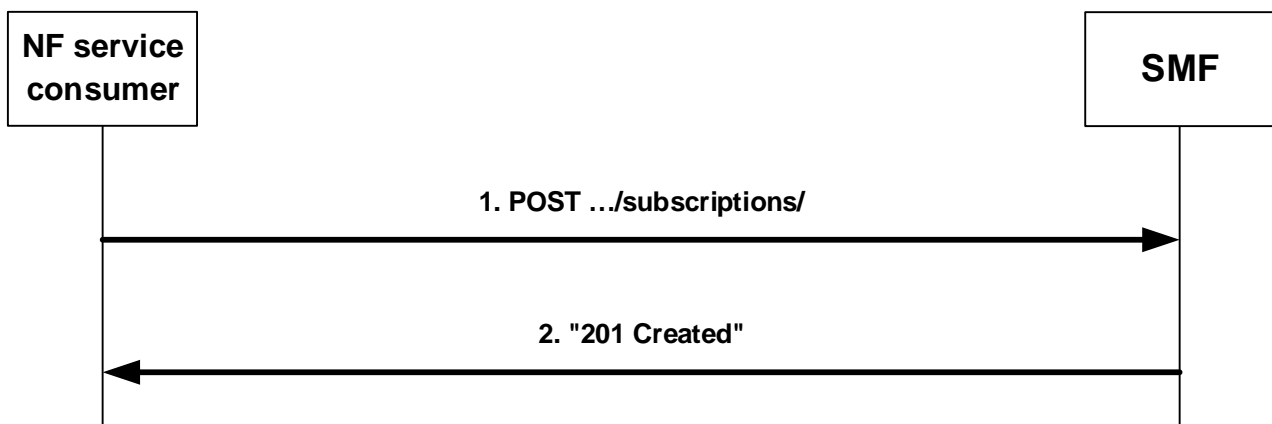 NF service
consumer
SMF
1. POST …/subscriptions/
2. "201 Created"